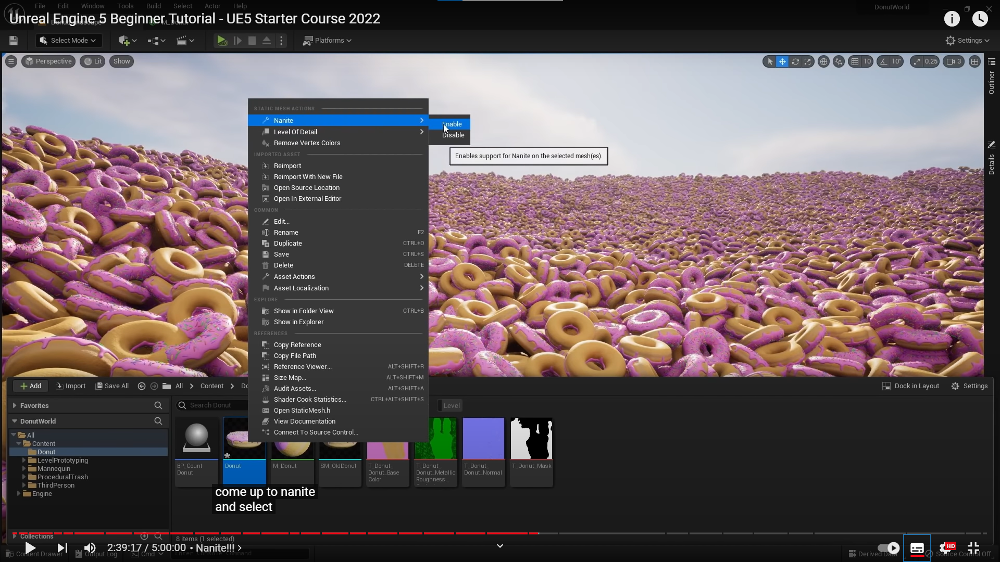 File Edit Window Tools Build Select Actor Help
DonutWorld
Unreal Engine 5 Beginner Tutorial - UE5 Starter Course 2022
Select Mode
Platforms
Settings
Perspective
Lit
Show
10
10°
0.25
3
Outliner
Details
STATIC MESH ACTIONS
Nanite
Enable
Disable
Enables support for Nanite on the selected mesh(es).
Level Of Detail
Remove Vertex Colors
IMPORTED ASSET
Reimport
Reimport With New File
Open Source Location
Open In External Editor
COMMON
Edit...
Rename F2
Duplicate CTRL+D
Save CTRL+S
Delete DELETE
Asset Actions
Asset Localization
EXPLORE
Show in Folder View CTRL+B
Show in Explorer
REFERENCES
Copy Reference
Copy File Path
Reference Viewer... ALT+SHIFT+R
Size Map... ALT+SHIFT+M
Audit Assets... ALT+SHIFT+A
Shader Cook Statistics... CTRL+ALT+SHIFT+S
Open StaticMesh.h
View Documentation
Connect To Source Control...
Add
Import
Save All
All
Content
Dock in Layout
Settings
Favorites
DonutWorld
All
Content
Donut
LevelPrototyping
Mannequin
ProceduralTrash
ThirdPerson
Engine
Collections
Search Donut
Level
BP_Count
Donut
Donut
M_Donut
SM_OldDonut
T_Donut_
Donut_Base
Color
T_Donut_
Donut_Metallic
Roughness...
T_Donut_
Donut_Normal
T_Donut_Mask
come up to nanite
and select
8 items (1 selected)
2:39:17 / 5:00:00 • Nanite!!!
HD
Content Drawer
Output Log
Cmd
Enter Console Command
Derived Data
Source Control Off